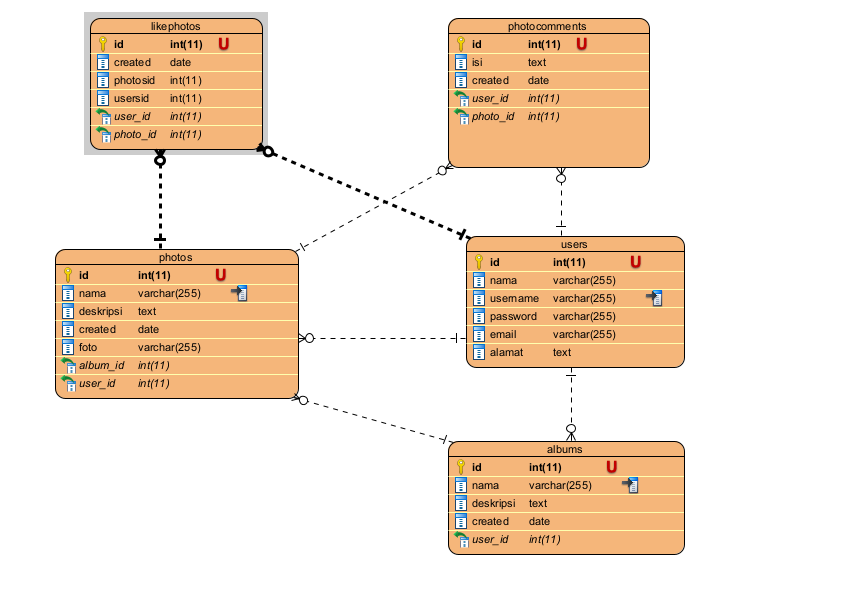 likephotos
id int(11) U
created date
photosid int(11)
usersid int(11)
user_id int(11)
photo_id int(11)
photocomments
id int(11) U
isi text
created date
user_id int(11)
photo_id int(11)
photos
id int(11) U
nama varchar(255)
deskripsi text
created date
foto varchar(255)
album_id int(11)
user_id int(11)
users
id int(11) U
nama varchar(255)
username varchar(255)
password varchar(255)
email varchar(255)
alamat text
albums
id int(11) U
nama varchar(255)
deskripsi text
created date
user_id int(11)